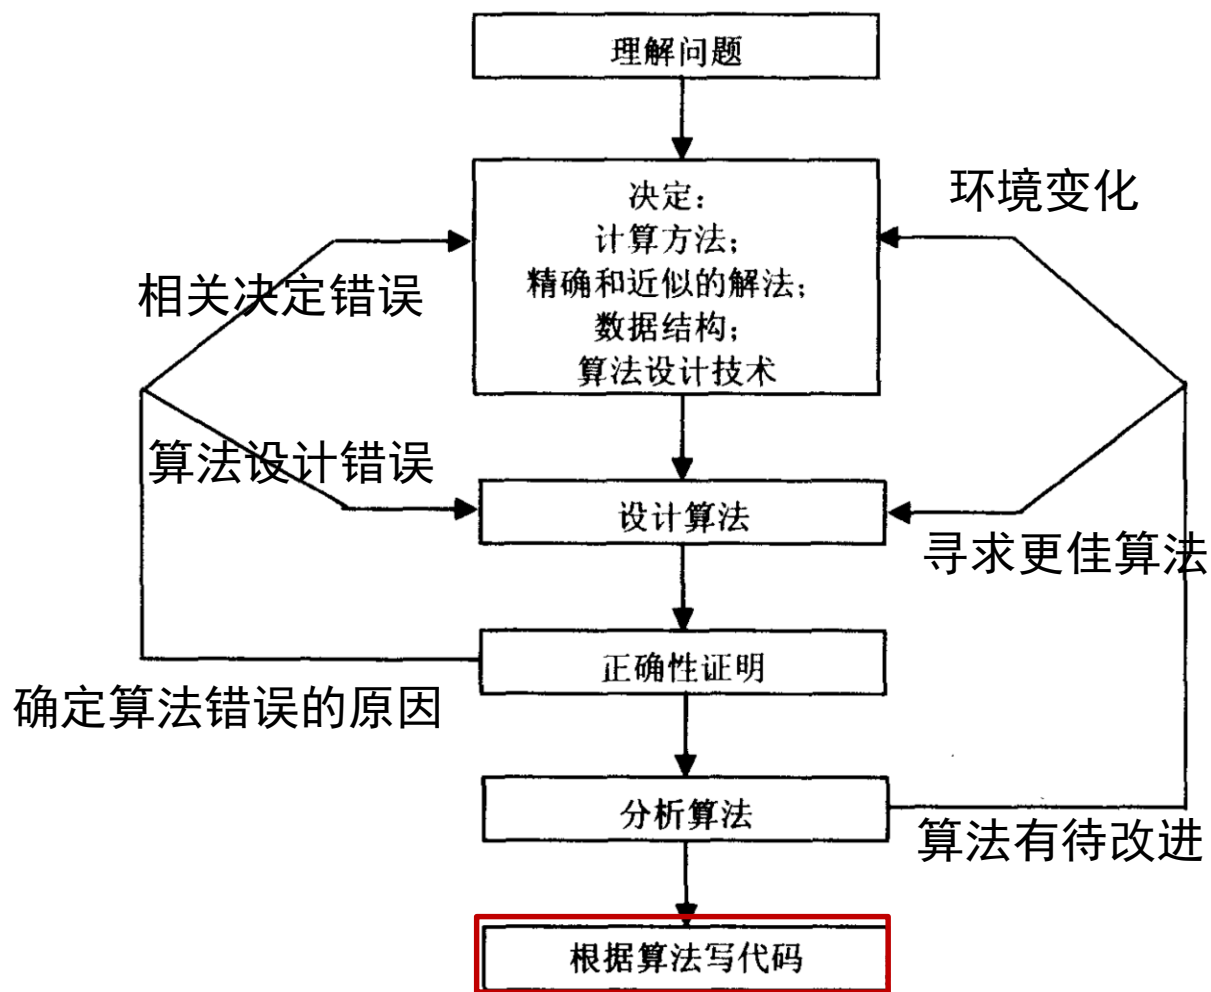 理解问题
决定：
计算方法；
精确和近似的解法；
数据结构；
算法设计技术
环境变化
相关决定错误
算法设计错误
设计算法
寻求更佳算法
正确性证明
确定算法错误的原因
分析算法
算法有待改进
根据算法写代码